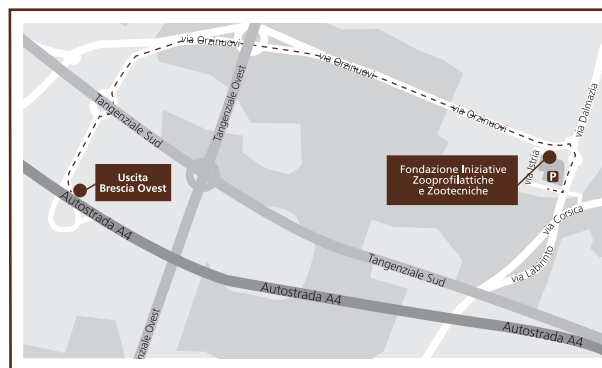 via Orzinuovi
via Orzinuovi
via Orzinuovi
Tangenziale Ovest
Tangenziale Sud
via Dalmazia
via Istria
Fondazione Iniziative
Zooprofilattiche
e Zootecniche
P
Uscita
Brescia Ovest
Autostrada A4
via Corsica
via Labirinto
Tangenziale Sud
Autostrada A4
nziale Ovest
Autostrada A4